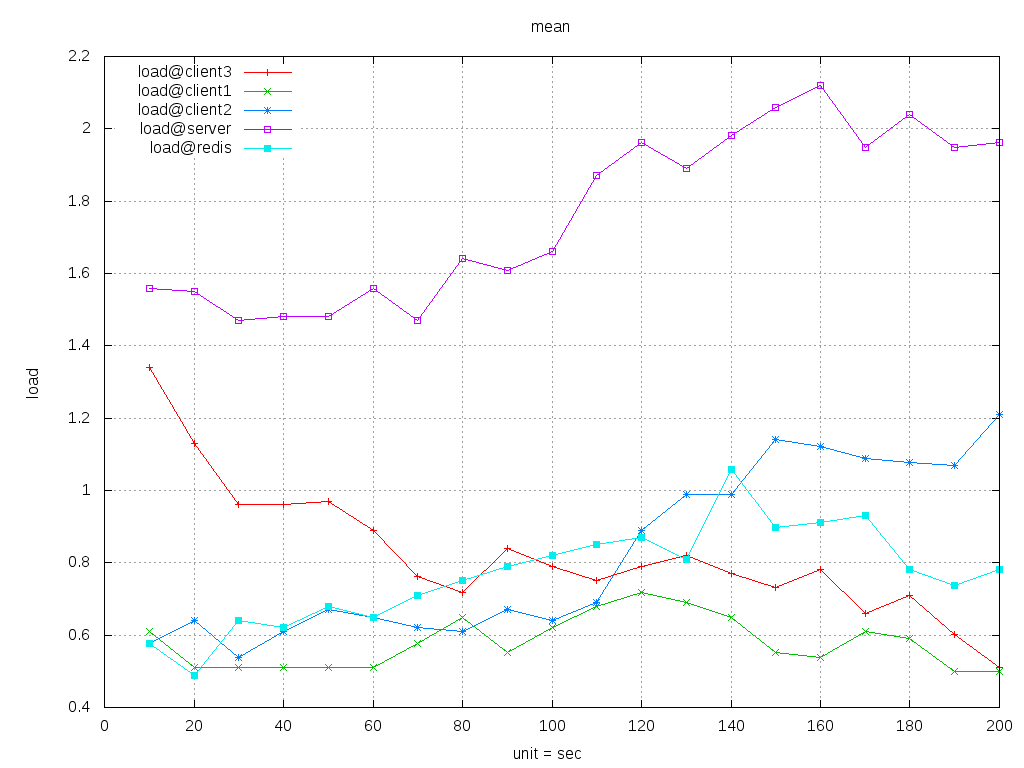 mean
2.2
2
1.8
1.6
1.4
1.2
1
0.8
0.6
0.4
load@client3
load@client1
load@client2
load@server
load@redis
load
0 20 40 60 80 100 120 140 160 180 200
unit = sec